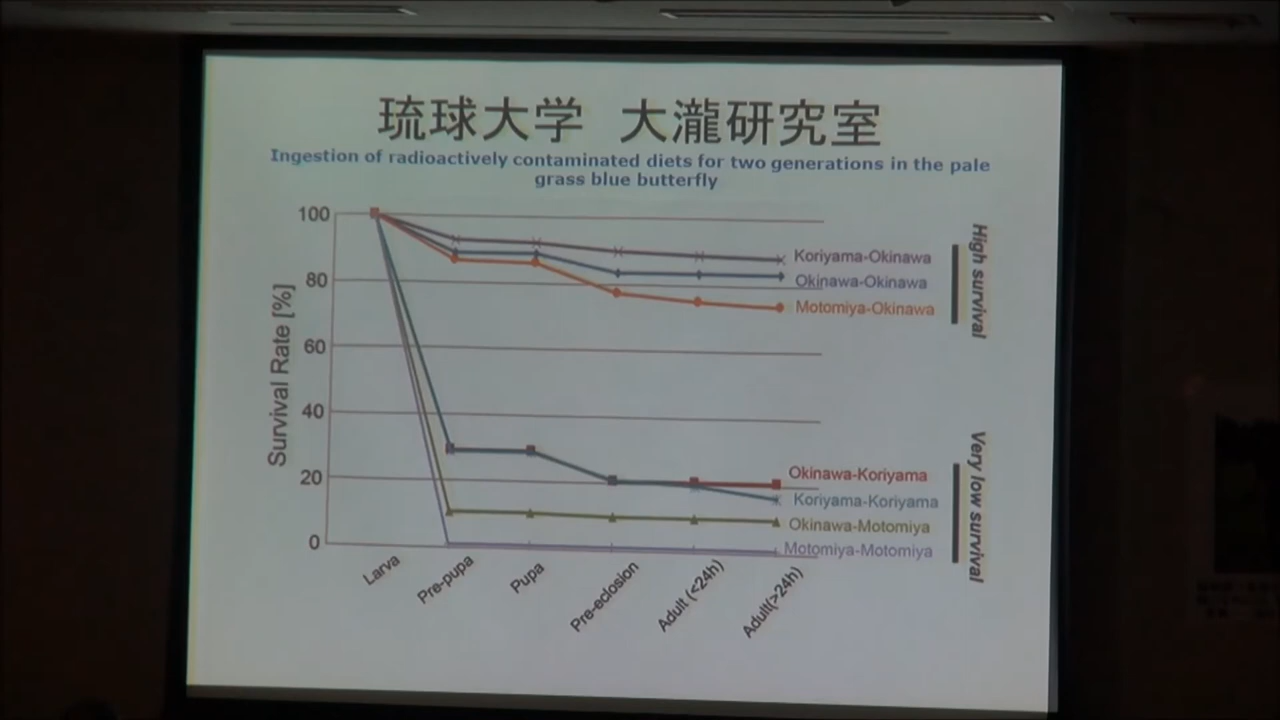 琉球大学 大瀧研究室
Ingestion of radioactively contaminated diets for two generations in the pale
grass blue butterfly
Survival Rate [%]
100
80
60
40
20
0
Koriyama-Okinawa
Okinawa-Okinawa
Motomiya-Okinawa
High survival
Okinawa-Koriyama
Koriyama-Koriyama
Okinawa-Motomiya
Motomiya-Motomiya
Very low survival
Larva
Pre-pupa
Pupa
Pre-eclosion
Adult (<24h)
Adult(>24h)